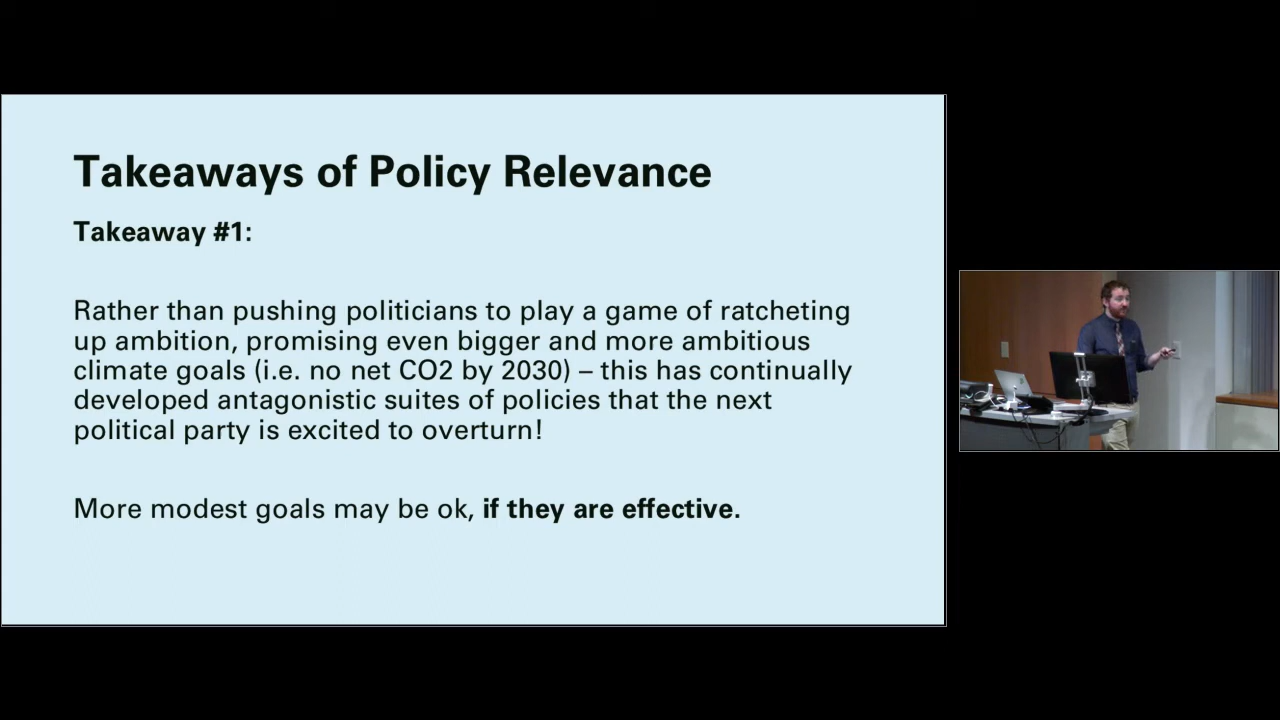 Takeaways of Policy Relevance
Takeaway #1:
Rather than pushing politicians to play a game of ratcheting
up ambition, promising even bigger and more ambitious
climate goals (i.e. no net CO2 by 2030) – this has continually
developed antagonistic suites of policies that the next
political party is excited to overturn!
More modest goals may be ok, if they are effective.